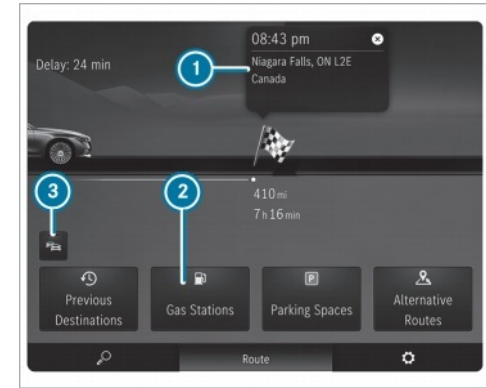 08:43 pm
Delay: 24 min
1
Niagara Falls, ON L2E
Canada
3
2
410 mi
7 h 16 min
P
Previous
Destinations
Gas Stations
Parking Spaces
Alternative
Routes
Route